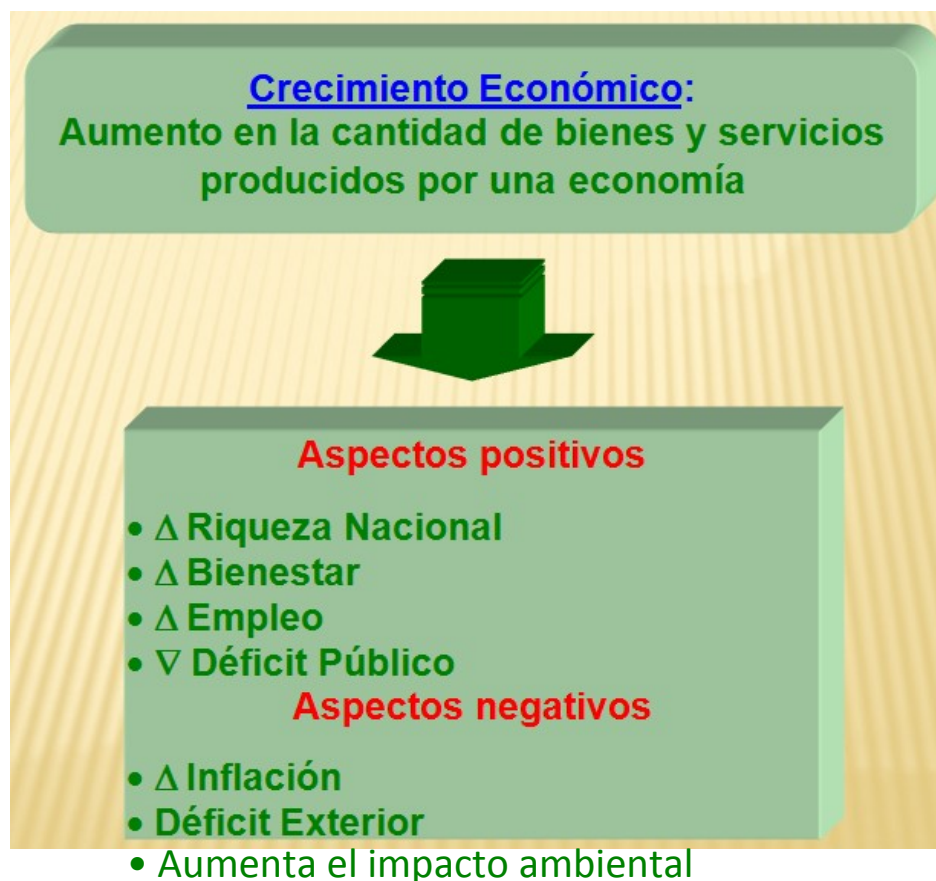 Crecimiento Económico:
Aumento en la cantidad de bienes y servicios
producidos por una economía
Aspectos positivos
• Δ Riqueza Nacional
• Δ Bienestar
• Δ Empleo
• ∇ Déficit Público
Aspectos negativos
• Δ Inflación
• Déficit Exterior
• Aumenta el impacto ambiental